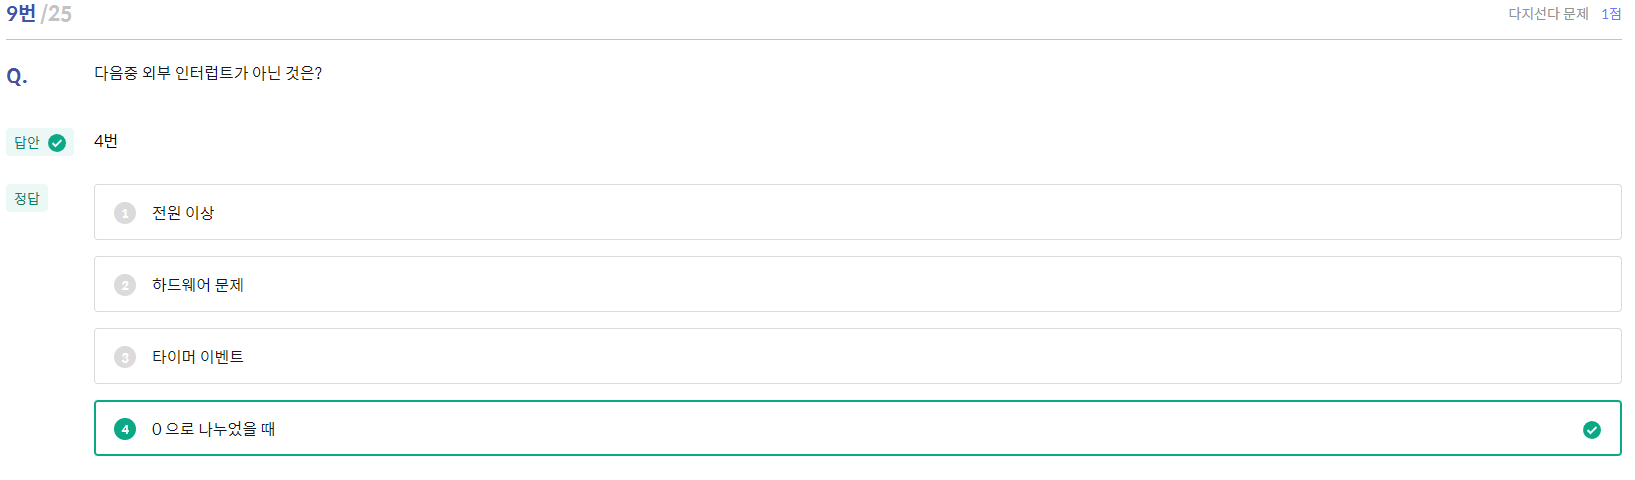 9번 /25
다지선다 문제 1점
Q. 다음중 외부 인터럽트가 아닌 것은?
답안 4번
정답
1 전원 이상
2 하드웨어 문제
3 타이머 이벤트
4 0 으로 나누었을 때